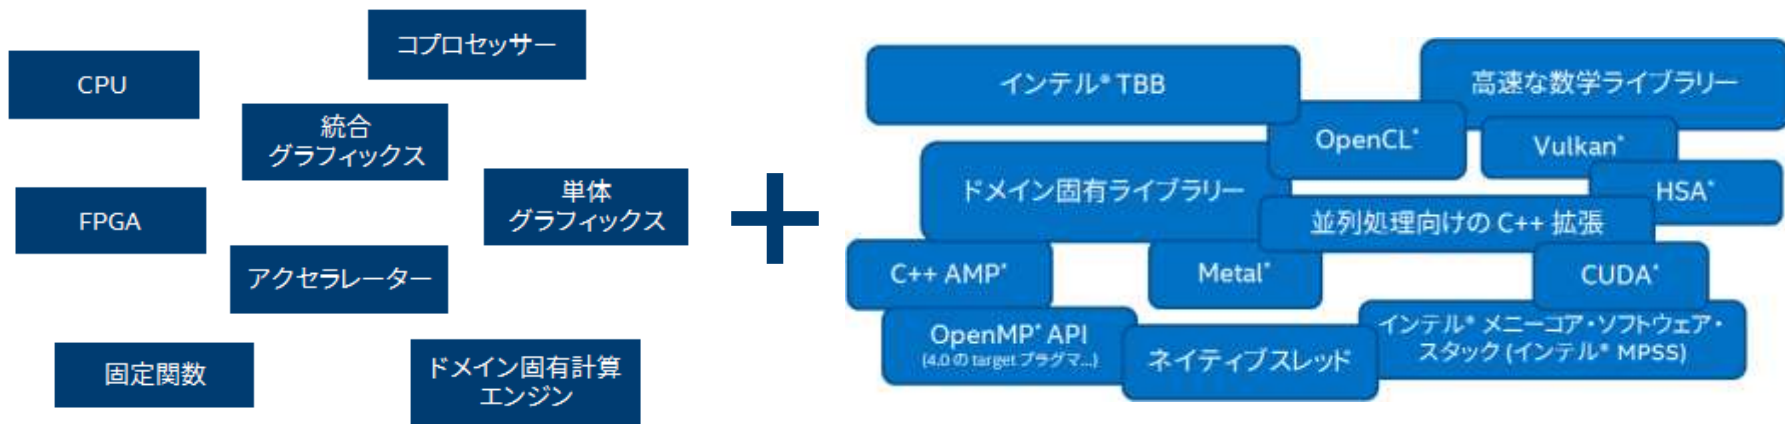 コプロセッサー
CPU
統合
グラフィックス
単体
グラフィックス
FPGA
アクセラレーター
固定関数
ドメイン固有計算
エンジン
+
インテル® TBB
高速な数学ライブラリー
OpenCL*
Vulkan*
ドメイン固有ライブラリー
HSA*
並列処理向けの C++ 拡張
C++ AMP*
Metal*
CUDA*
OpenMP* API
(4.0 の target プラグマ...)
ネイティブスレッド
インテル® メニーコア・ソフトウェア・
スタック (インテル® MPSS)